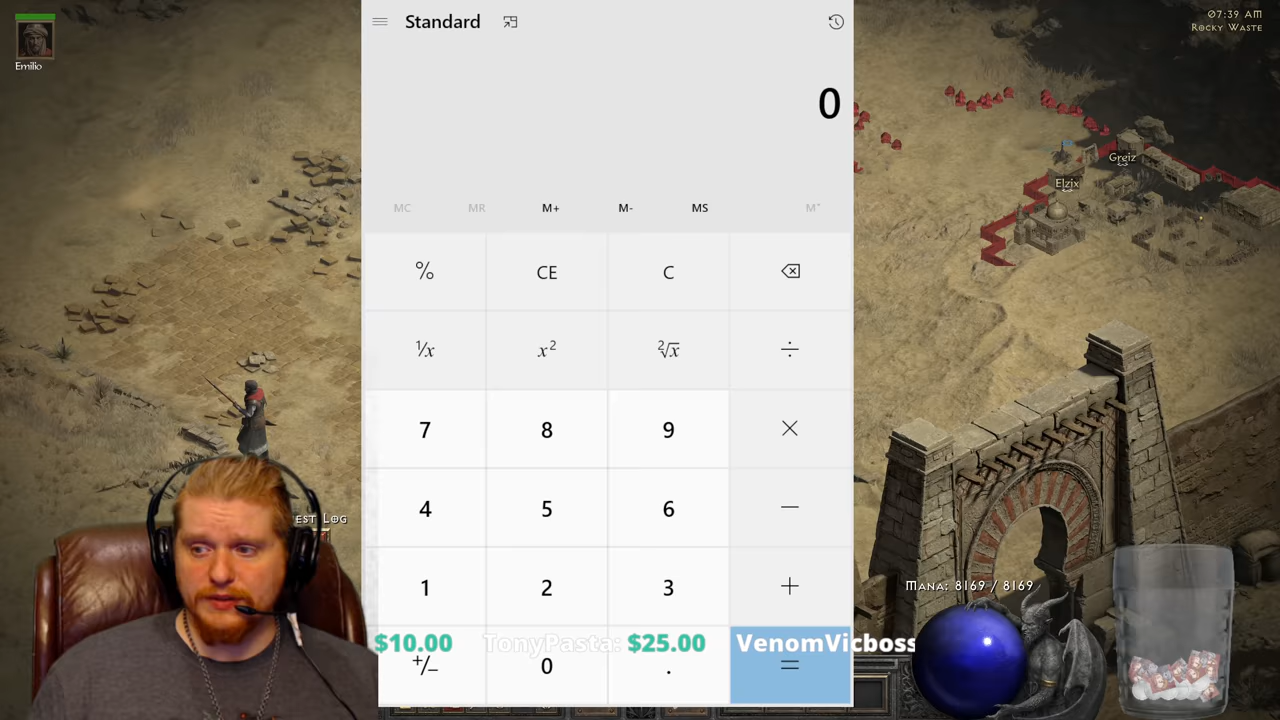 Emilio
Standard
07:39 AM
Rocky Waste
0
MC MR M+ M- MS M˅
% CE C
¹/x x² ²√x ÷
7 8 9 ×
4 5 6 −
1 2 3 +
+/− 0 . =
Greiz
Elzix
est Log
Mana: 8169 / 8169
$10.00 TonyPasta: $25.00 VenomVicboss